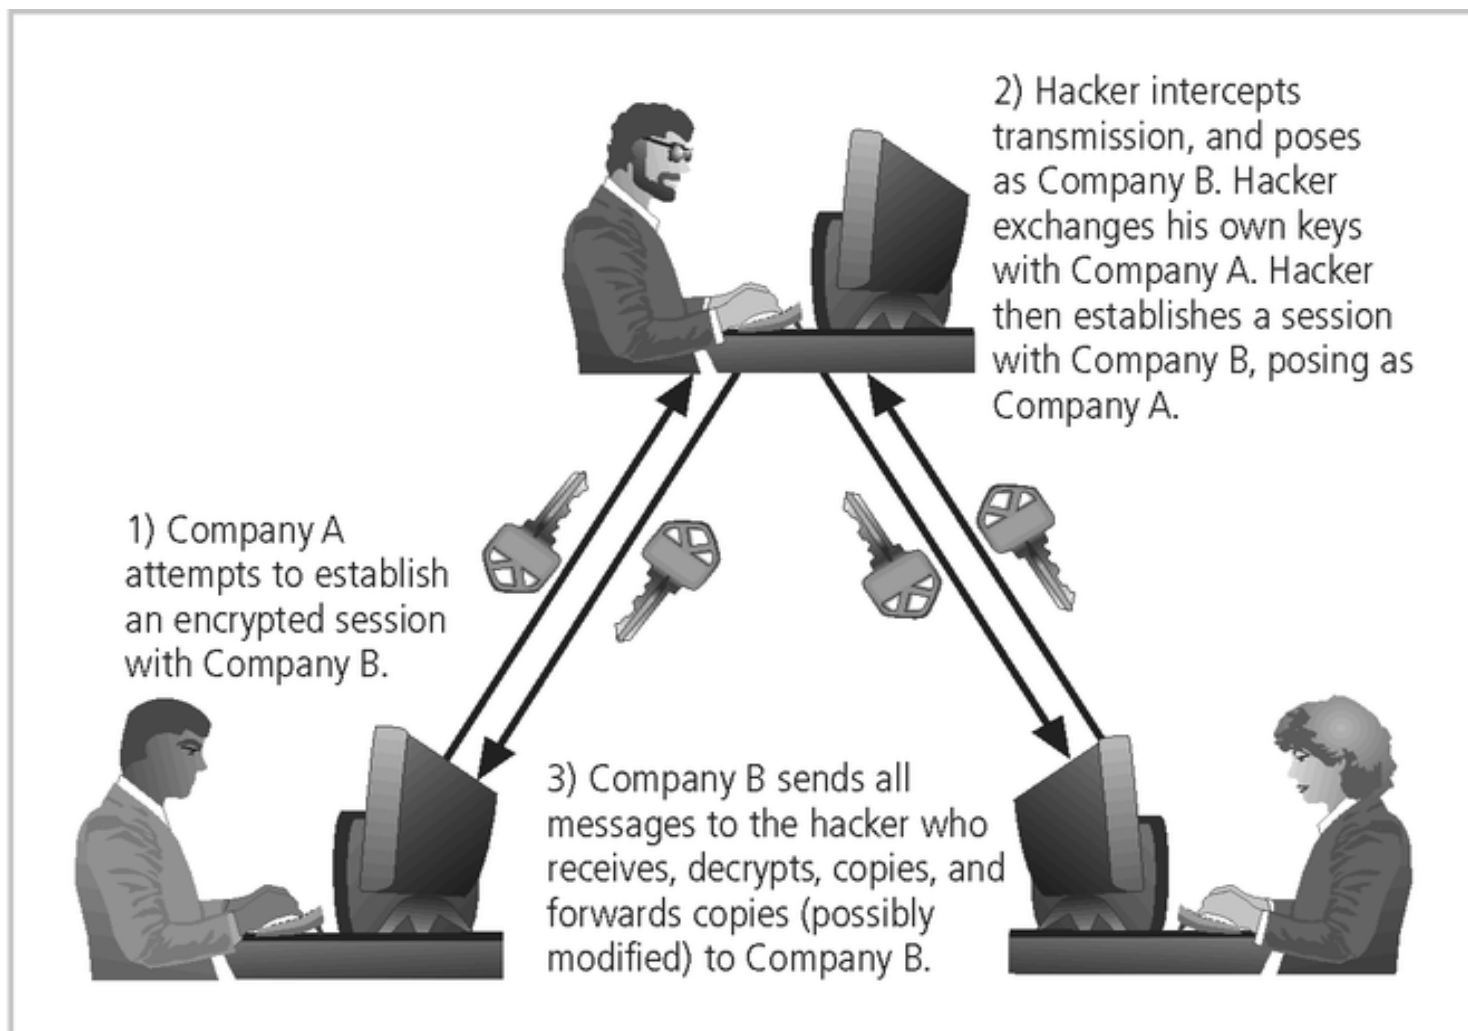 1) Company A
attempts to establish
an encrypted session
with Company B.
2) Hacker intercepts
transmission, and poses
as Company B. Hacker
exchanges his own keys
with Company A. Hacker
then establishes a session
with Company B, posing as
Company A.
3) Company B sends all
messages to the hacker who
receives, decrypts, copies, and
forwards copies (possibly
modified) to Company B.